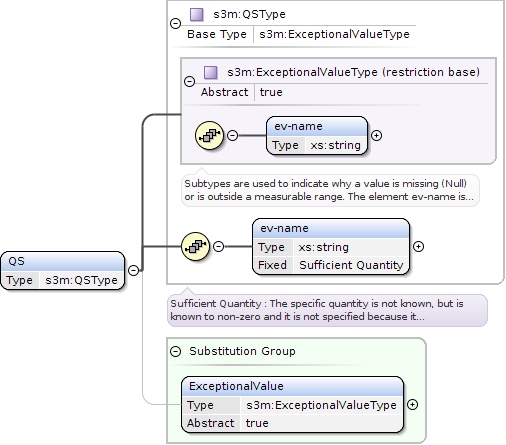 s3m:QSType
Base Type s3m:ExceptionalValueType
s3m:ExceptionalValueType (restriction base)
Abstract true
ev-name
Type xs:string
Subtypes are used to indicate why a value is missing (Null)
or is outside a measurable range. The element ev-name is...
ev-name
Type xs:string
Fixed Sufficient Quantity
QS
Type s3m:QSType
Sufficient Quantity : The specific quantity is not known, but is
known to non-zero and it is not specified because it...
Substitution Group
ExceptionalValue
Type s3m:ExceptionalValueType
Abstract true